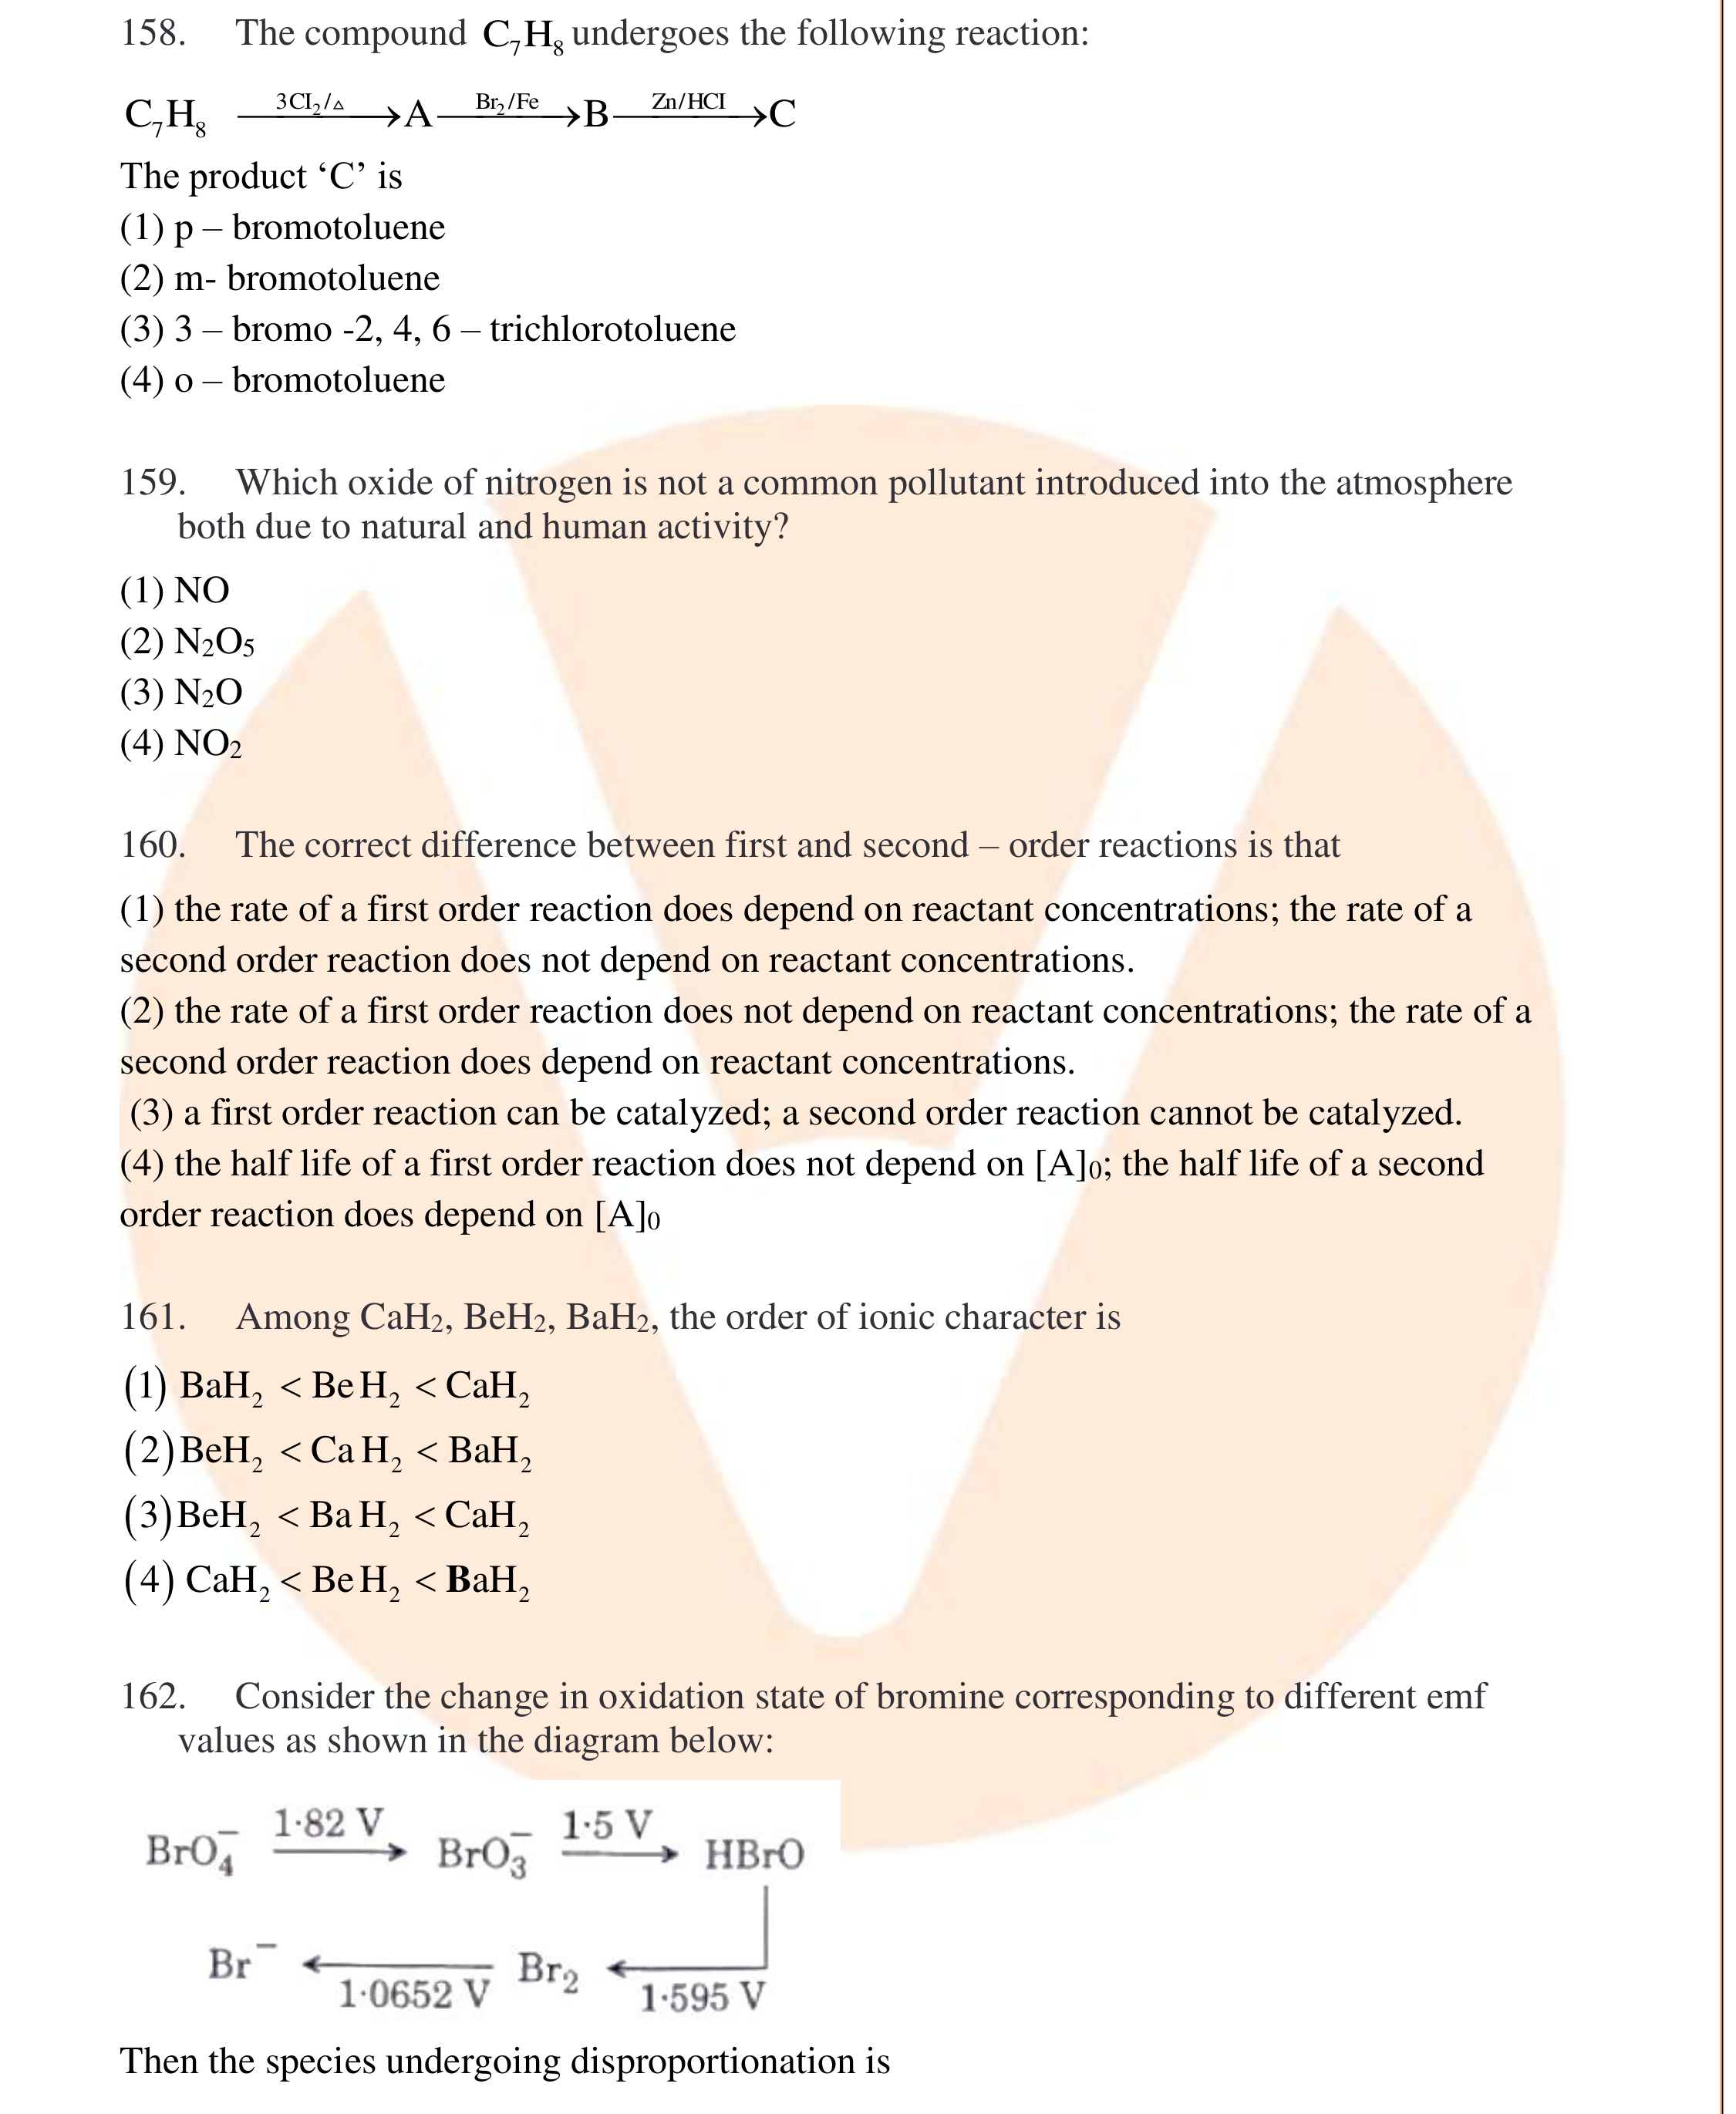 158. The compound C₇H₈ undergoes the following reaction:
C₇H₈ 3CI₂/△ → A Br₂/Fe → B Zn/HCI → C
The product ‘C’ is
(1) p – bromotoluene
(2) m- bromotoluene
(3) 3 – bromo -2, 4, 6 – trichlorotoluene
(4) o – bromotoluene
159. Which oxide of nitrogen is not a common pollutant introduced into the atmosphere
both due to natural and human activity?
(1) NO
(2) N₂O₅
(3) N₂O
(4) NO₂
160. The correct difference between first and second – order reactions is that
(1) the rate of a first order reaction does depend on reactant concentrations; the rate of a
second order reaction does not depend on reactant concentrations.
(2) the rate of a first order reaction does not depend on reactant concentrations; the rate of a
second order reaction does depend on reactant concentrations.
(3) a first order reaction can be catalyzed; a second order reaction cannot be catalyzed.
(4) the half life of a first order reaction does not depend on [A]₀; the half life of a second
order reaction does depend on [A]₀
161. Among CaH₂, BeH₂, BaH₂, the order of ionic character is
(1) BaH₂ < BeH₂ < CaH₂
(2) BeH₂ < CaH₂ < BaH₂
(3) BeH₂ < BaH₂ < CaH₂
(4) CaH₂ < BeH₂ < BaH₂
162. Consider the change in oxidation state of bromine corresponding to different emf
values as shown in the diagram below:
BrO₄⁻ 1·82 V → BrO₃⁻ 1·5 V → HBrO
Br⁻ ← 1·0652 V Br₂ ← 1·595 V
Then the species undergoing disproportionation is